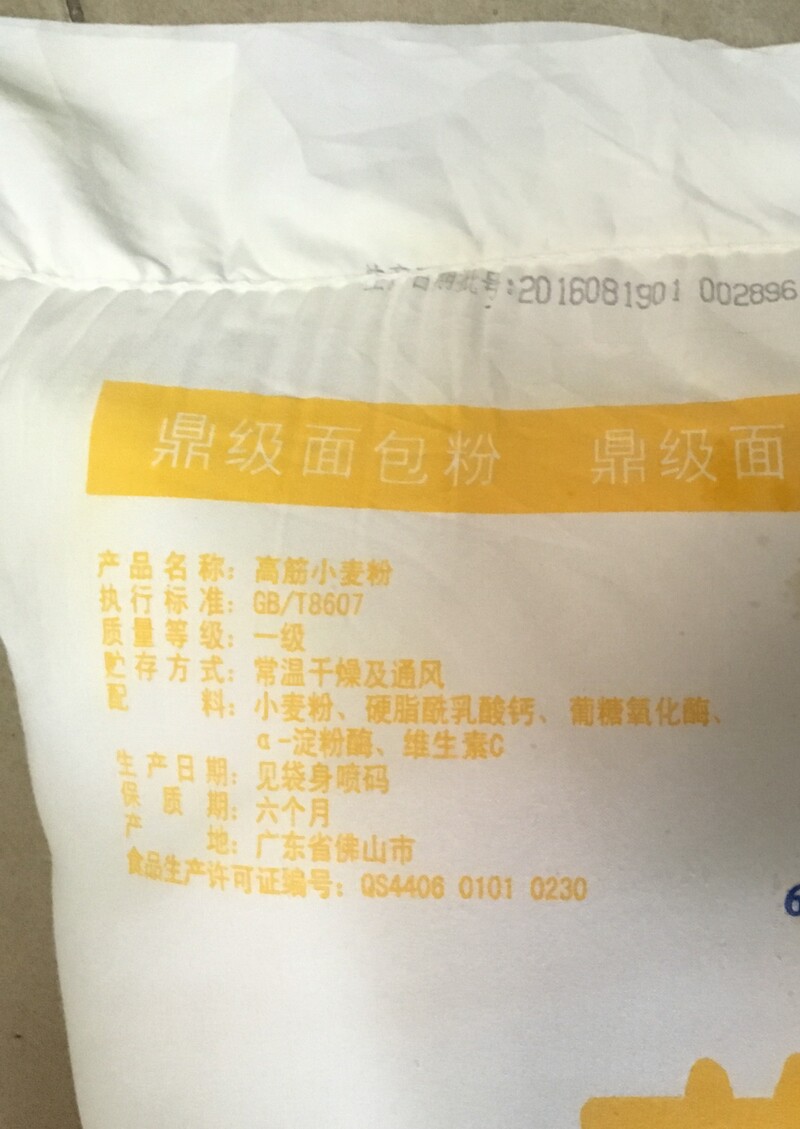 生产日期批号:2016081901 002896
鼎级面包粉 鼎级面
产品名称：高筋小麦粉
执行标准：GB/T8607
质量等级：一级
贮存方式：常温干燥及通风
配料：小麦粉、硬脂酰乳酸钙、葡糖氧化酶、
α-淀粉酶、维生素C
生产日期：见袋身喷码
保质期：六个月
产地：广东省佛山市
食品生产许可证编号：QS4406 0101 0230
6